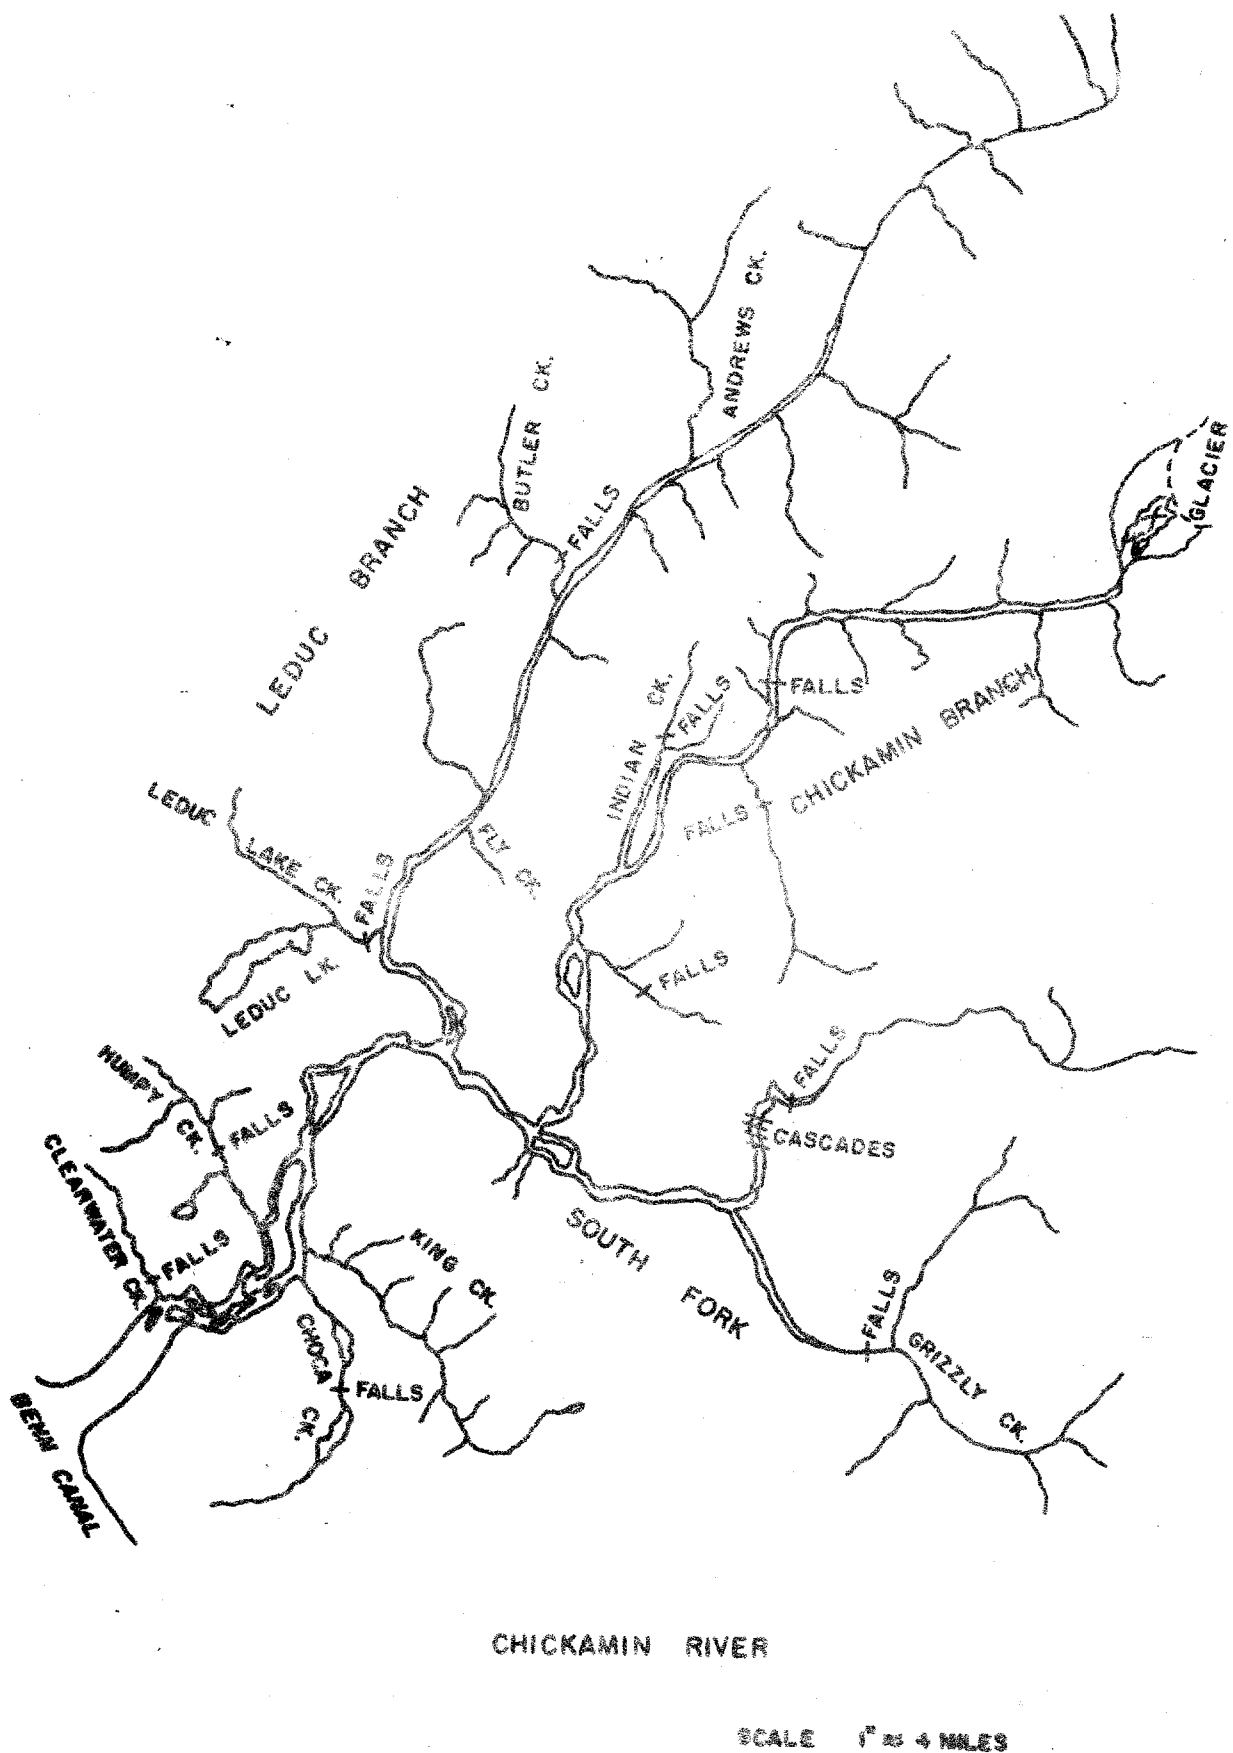 ANDREWS CK.
BUTLER CK.
FALLS
GLACIER
LEDUC BRANCH
INDIAN CK.
FALLS
FALLS
CHICKAMIN BRANCH
FALLS
LEDUC LAKE CK.
FALLS
FLY CK.
LEDUC LK.
FALLS
HUMPY CK.
FALLS
FALLS
CASCADES
CLEARWATER CK.
FALLS
SOUTH FORK
KING CK.
CHOCA CK.
FALLS
FALLS
GRIZZLY CK.
BENM CANAL
CHICKAMIN RIVER
SCALE 1" = 4 MILES